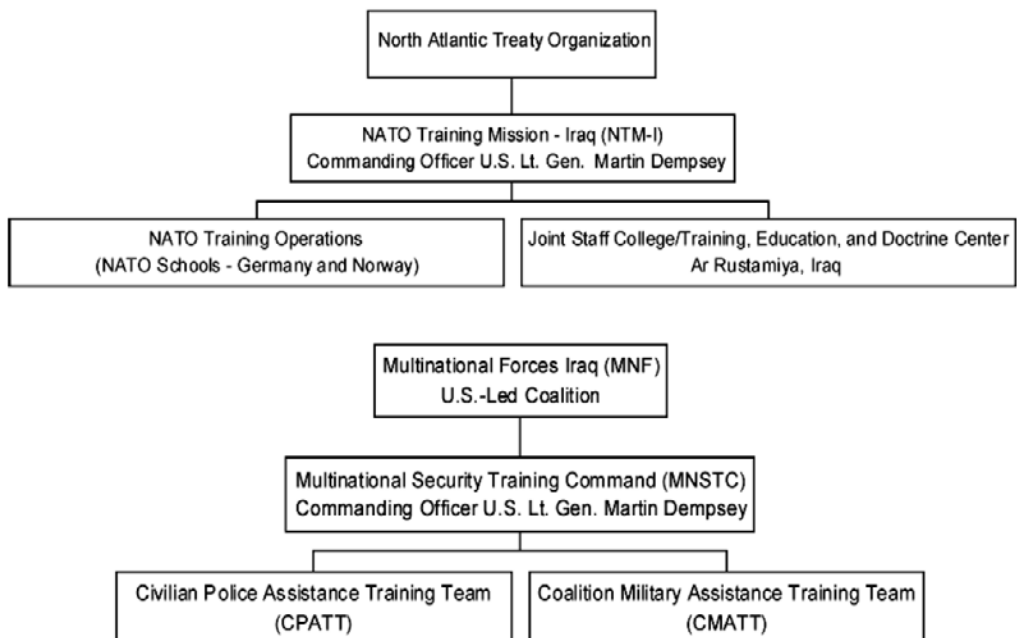 North Atlantic Treaty Organization
NATO Training Mission - Iraq (NTM-I)
Commanding Officer U.S. Lt. Gen. Martin Dempsey
NATO Training Operations
(NATO Schools - Germany and Norway)
Joint Staff College/Training, Education, and Doctrine Center
Ar Rustamiya, Iraq
Multinational Forces Iraq (MNF)
U.S.-Led Coalition
Multinational Security Training Command (MNSTC)
Commanding Officer U.S. Lt. Gen. Martin Dempsey
Civilian Police Assistance Training Team
(CPATT)
Coalition Military Assistance Training Team
(CMATT)